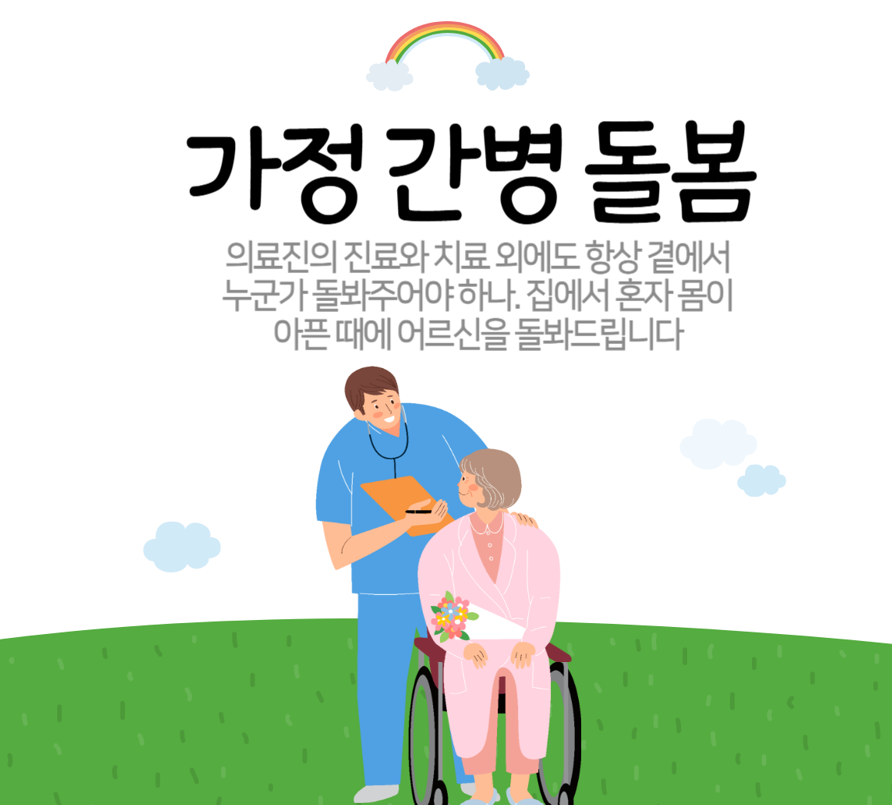 가정 간병 돌봄
의료진의 진료와 치료 외에도 항상 곁에서
누군가 돌봐주어야 하나. 집에서 혼자 몸이
아픈 때에 어르신을 돌봐드립니다